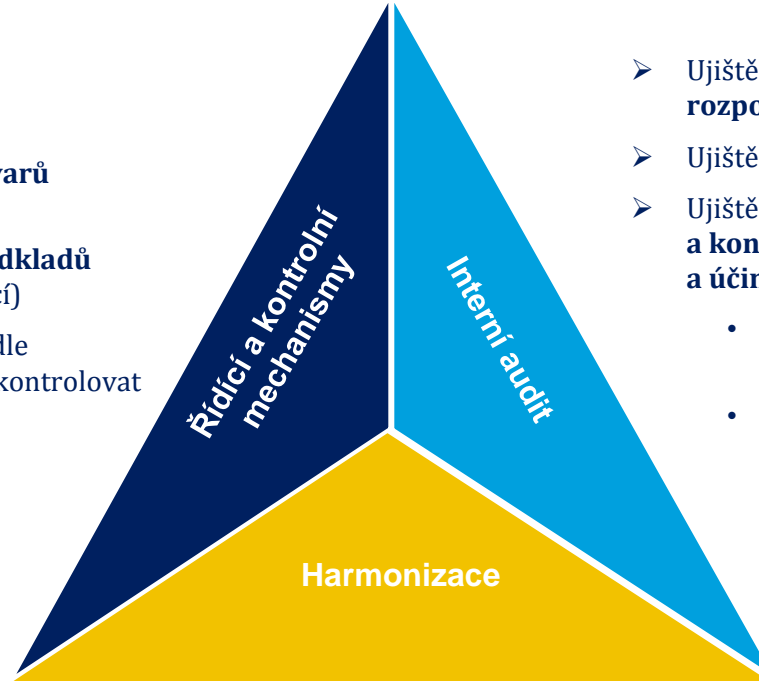 varů
dkladů
cí)
dle
kontrolovat
Řídící a kontrolní
mechanismy
Interní audit
Harmonizace
➢ Ujiště
rozpo
➢ Ujiště
➢ Ujiště
a kon
a účin
•
•